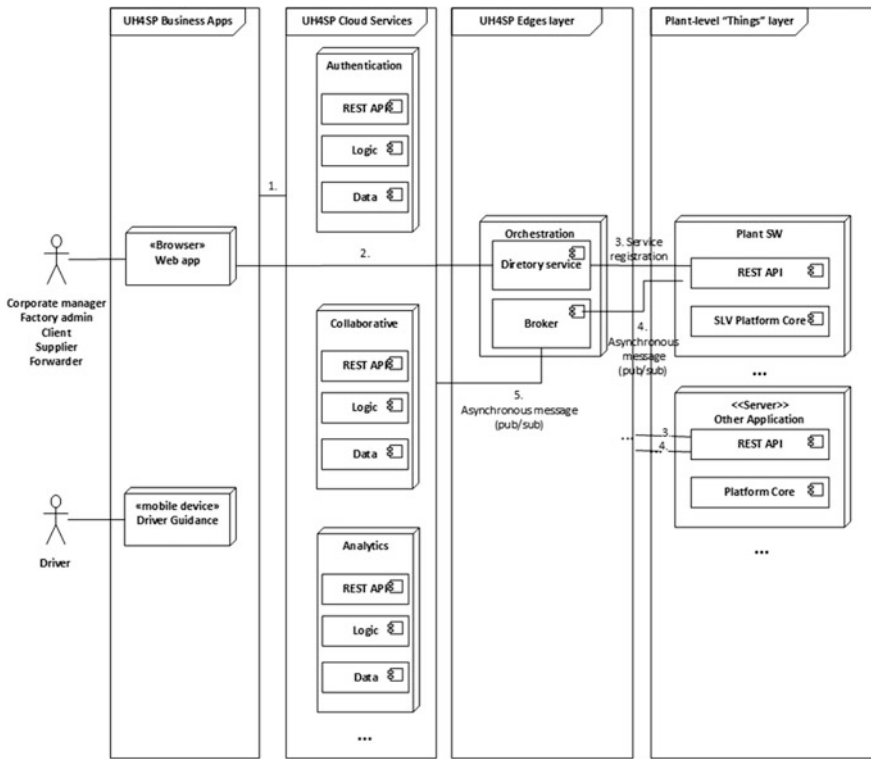 UH4SP Business Apps
UH4SP Cloud Services
UH4SP Edges layer
Plant-level “Things” layer
Authentication
REST API
Logic
Data
1.
«Browser»
Web app
2.
Corporate manager
Factory admin
Client
Supplier
Forwarder
Orchestration
Diretory service
Broker
3. Service
registration
Plant SW
REST API
SLV Platform Core
...
4.
Asynchronous
message
(pub/sub)
5.
Asynchronous message
(pub/sub)
Collaborative
REST API
Logic
Data
<<Server>>
Other Application
REST API
Platform Core
...
...
3.
4.
«mobile device»
Driver Guidance
Driver
Analytics
REST API
Logic
Data
...